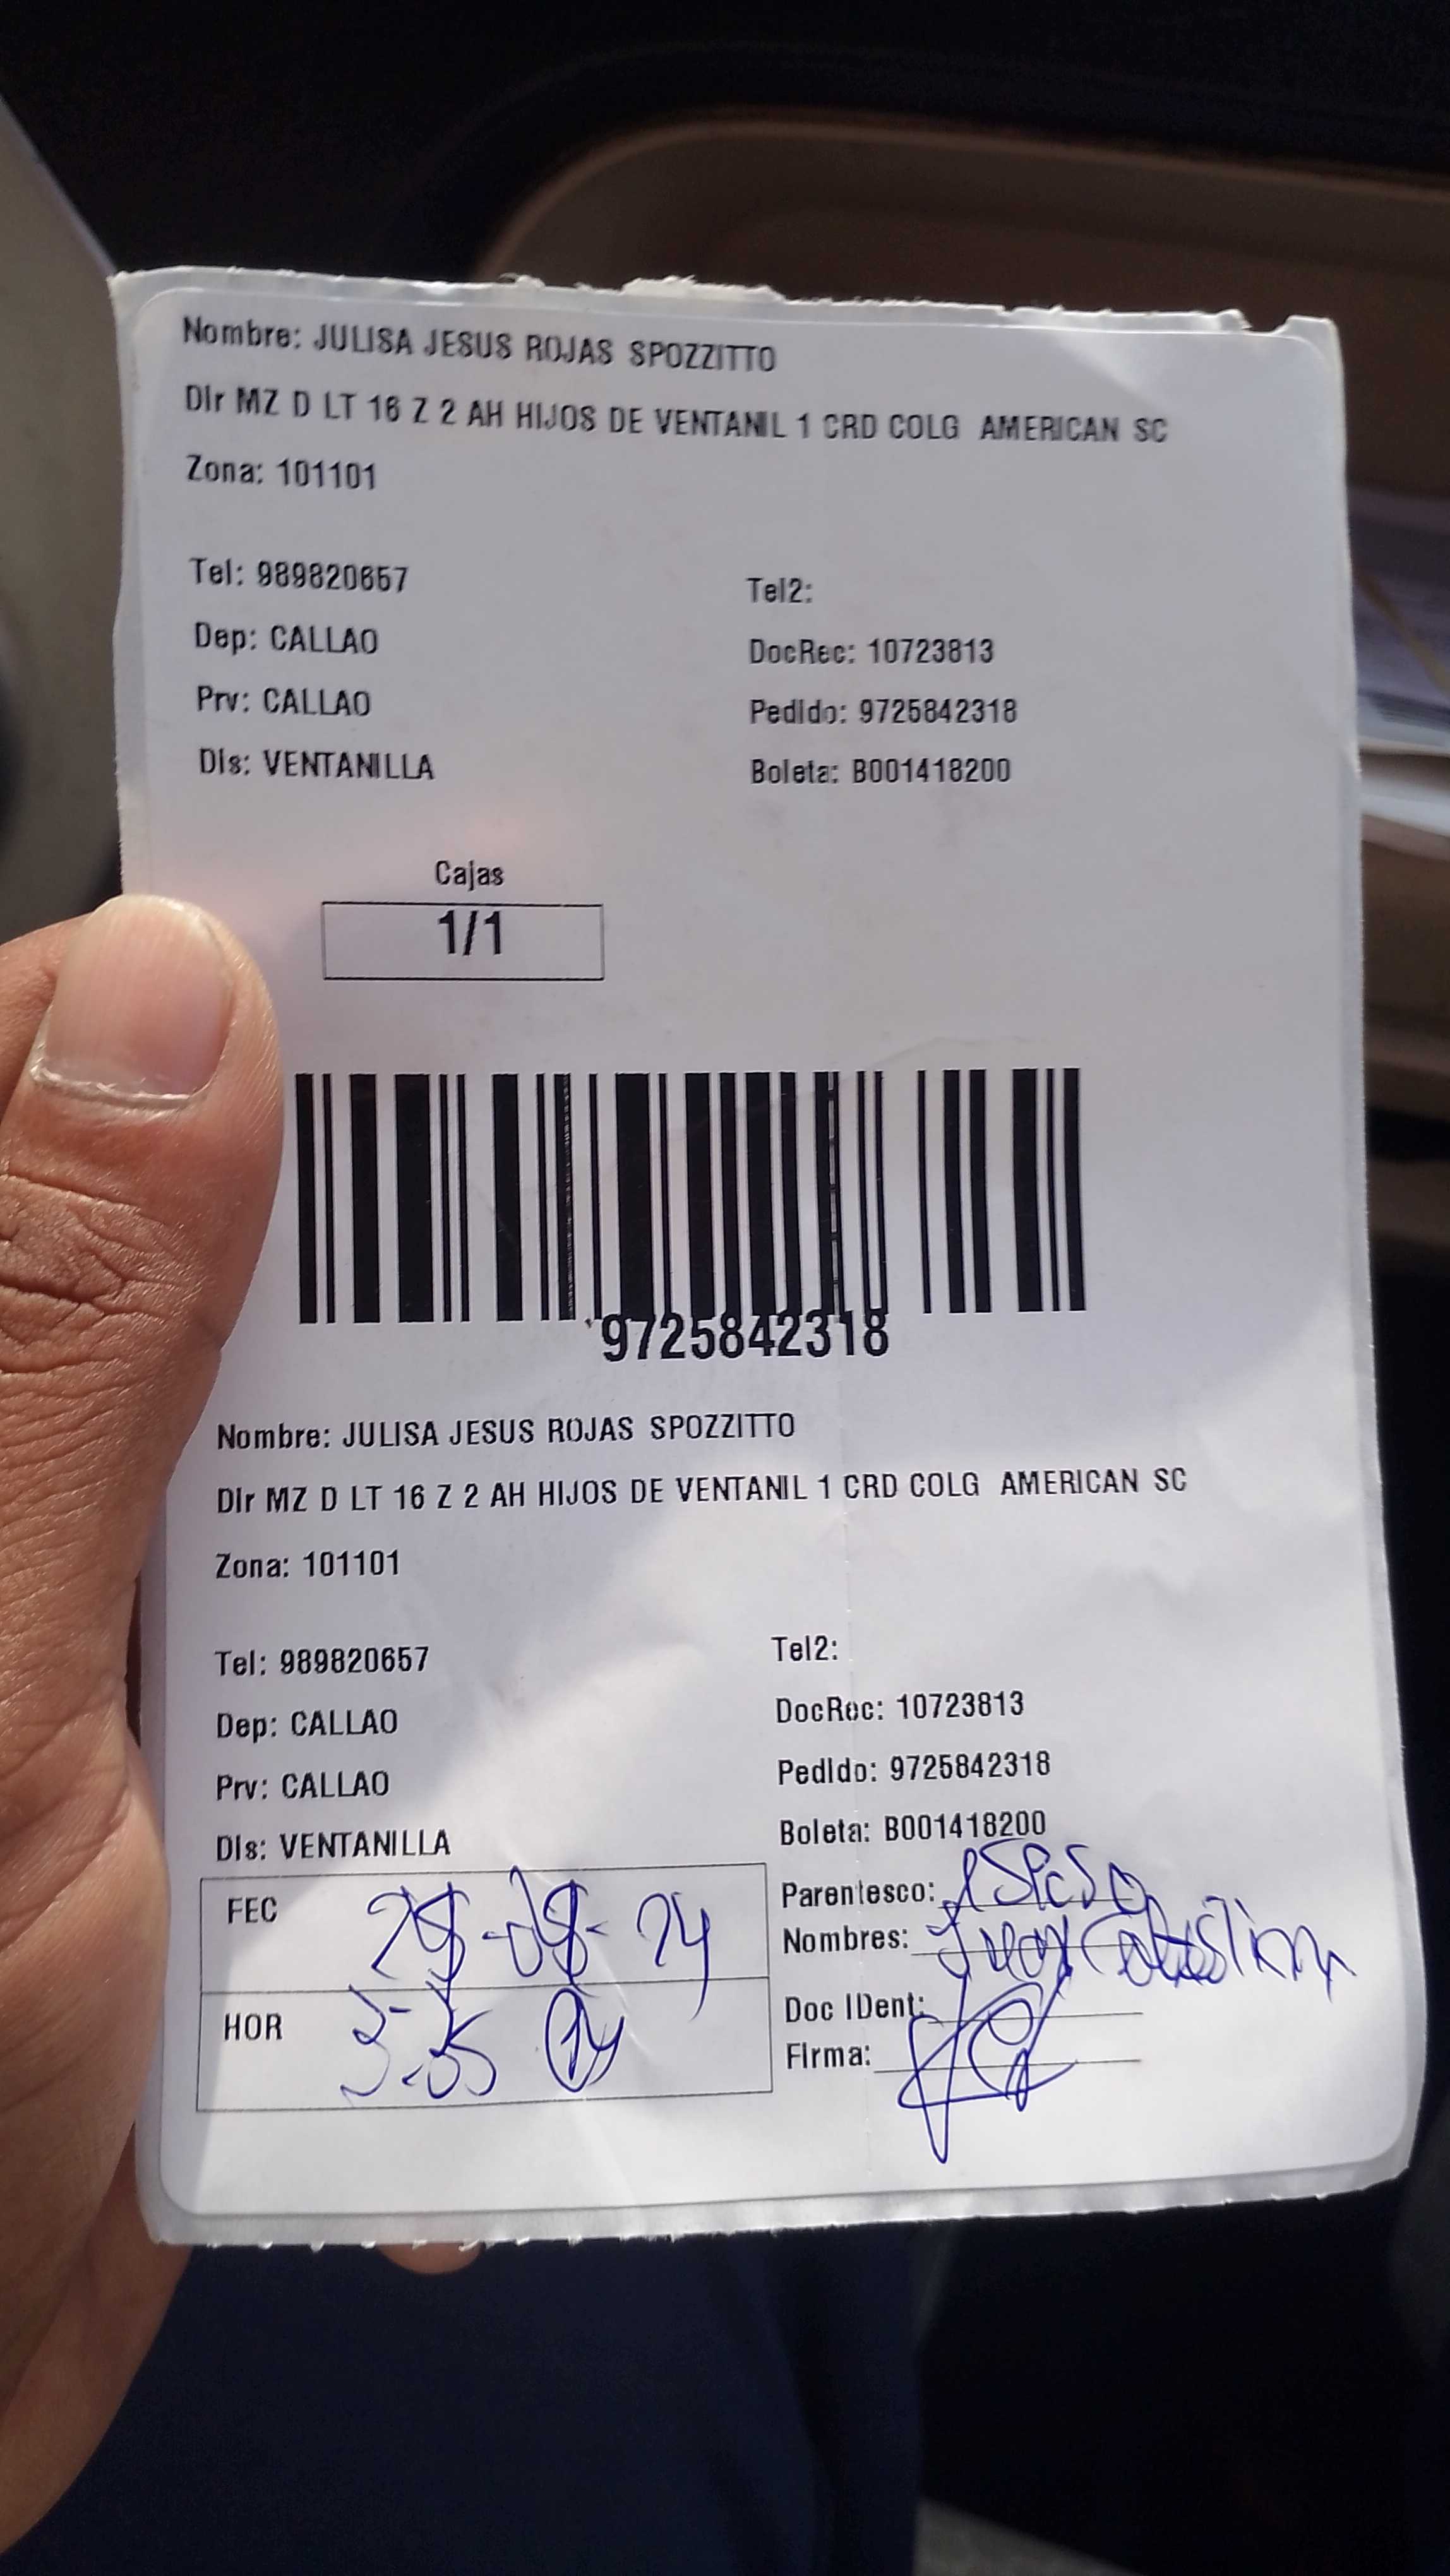 Nombre: JULISA JESUS ROJAS SPOZZITTO
Dir MZ D LT 16 Z 2 AH HIJOS DE VENTANIL 1 CRD COLG AMERICAN SC
Zona: 101101
Tel: 989820657 Tel2:
Dep: CALLAO DocRec: 10723813
Prv: CALLAO Pedido: 9725842318
Dis: VENTANILLA Boleta: B001418200
Cajas
1/1
9725842318
Nombre: JULISA JESUS ROJAS SPOZZITTO
Dir MZ D LT 16 Z 2 AH HIJOS DE VENTANIL 1 CRD COLG AMERICAN SC
Zona: 101101
Tel: 989820657 Tel2:
Dep: CALLAO DocRec: 10723813
Prv: CALLAO Pedido: 9725842318
Dis: VENTANILLA Boleta: B001418200
FEC Parentesco:
Nombres:
HOR Doc IDent:
Firma: